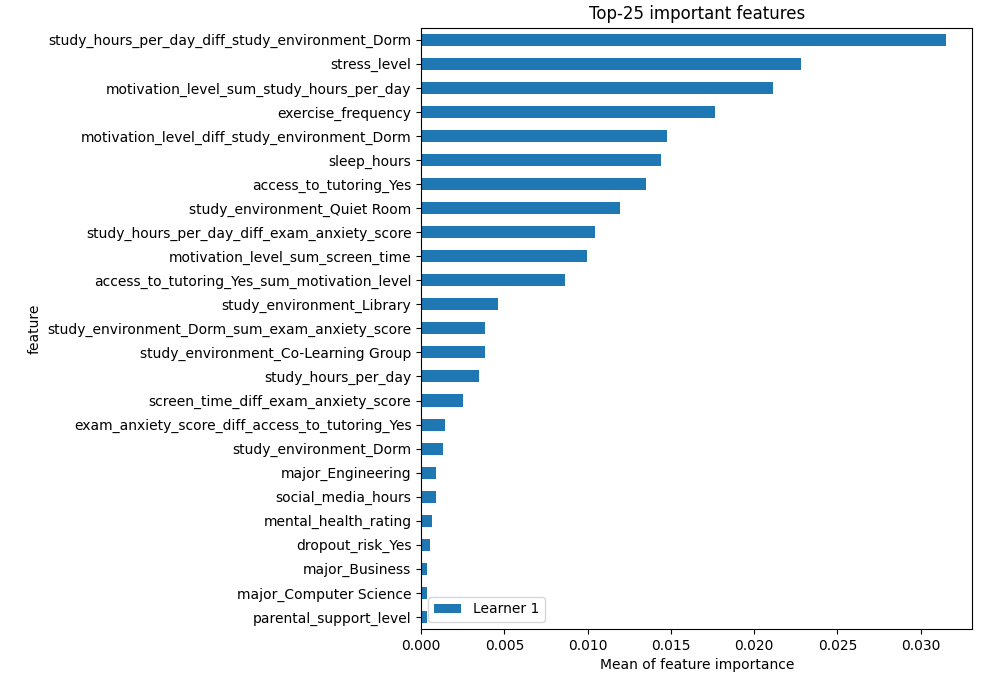 Top-25 important features
feature
study_hours_per_day_diff_study_environment_Dorm
stress_level
motivation_level_sum_study_hours_per_day
exercise_frequency
motivation_level_diff_study_environment_Dorm
sleep_hours
access_to_tutoring_Yes
study_environment_Quiet Room
study_hours_per_day_diff_exam_anxiety_score
motivation_level_sum_screen_time
access_to_tutoring_Yes_sum_motivation_level
study_environment_Library
study_environment_Dorm_sum_exam_anxiety_score
study_environment_Co-Learning Group
study_hours_per_day
screen_time_diff_exam_anxiety_score
exam_anxiety_score_diff_access_to_tutoring_Yes
study_environment_Dorm
major_Engineering
social_media_hours
mental_health_rating
dropout_risk_Yes
major_Business
major_Computer Science
parental_support_level
Learner 1
0.000 0.005 0.010 0.015 0.020 0.025 0.030
Mean of feature importance